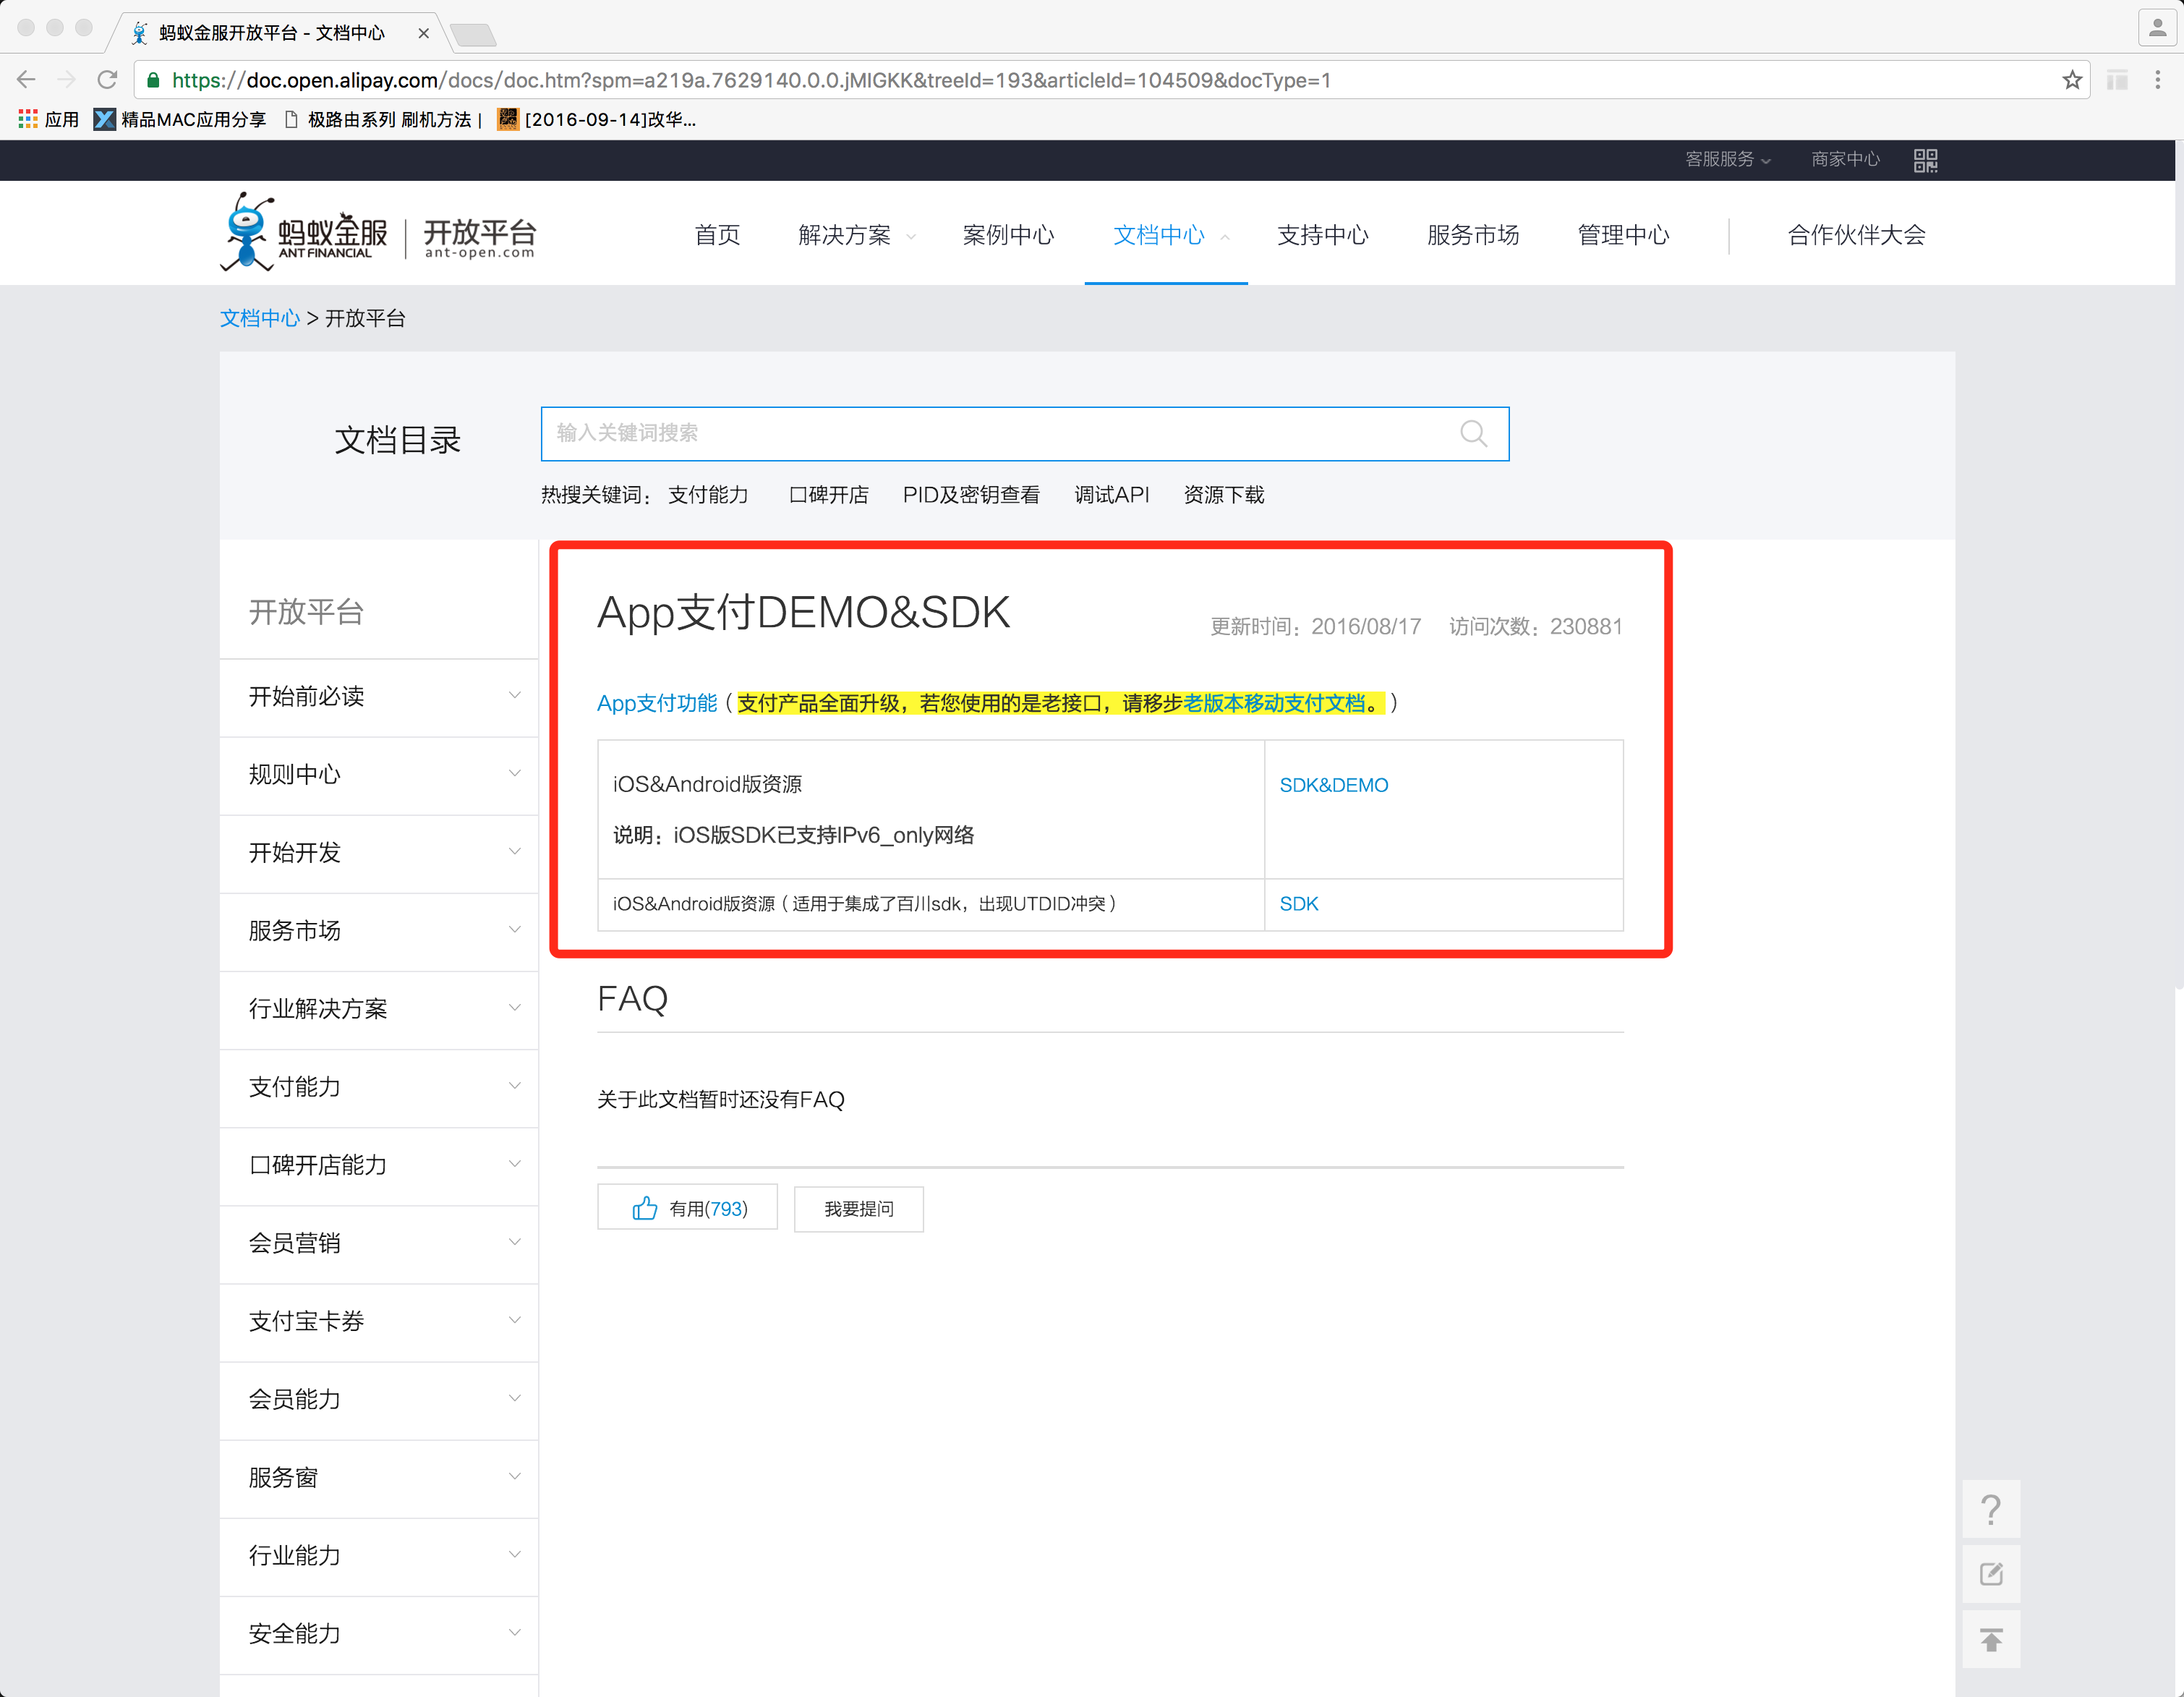 蚂蚁金服开放平台 - 文档中心
https://doc.open.alipay.com/docs/doc.htm?spm=a219a.7629140.0.0.jMIGKK&treeId=193&articleId=104509&docType=1
应用 精品MAC应用分享 极路由系列 刷机方法 | [2016-09-14]改华...
客服服务 商家中心
蚂蚁金服 ANT FINANCIAL 开放平台 ant-open.com
首页 解决方案 案例中心 文档中心 支持中心 服务市场 管理中心 合作伙伴大会
文档中心 > 开放平台
文档目录
输入关键词搜索
热搜关键词： 支付能力 口碑开店 PID及密钥查看 调试API 资源下载
开放平台
开始前必读
规则中心
开始开发
服务市场
行业解决方案
支付能力
口碑开店能力
会员营销
支付宝卡券
会员能力
服务窗
行业能力
安全能力
App支付DEMO&SDK
更新时间：2016/08/17 访问次数：230881
App支付功能（支付产品全面升级，若您使用的是老接口，请移步老版本移动支付文档。）
iOS&Android版资源 SDK&DEMO
说明：iOS版SDK已支持IPv6_only网络
iOS&Android版资源（适用于集成了百川sdk，出现UTDID冲突） SDK
FAQ
关于此文档暂时还没有FAQ
有用(793) 我要提问